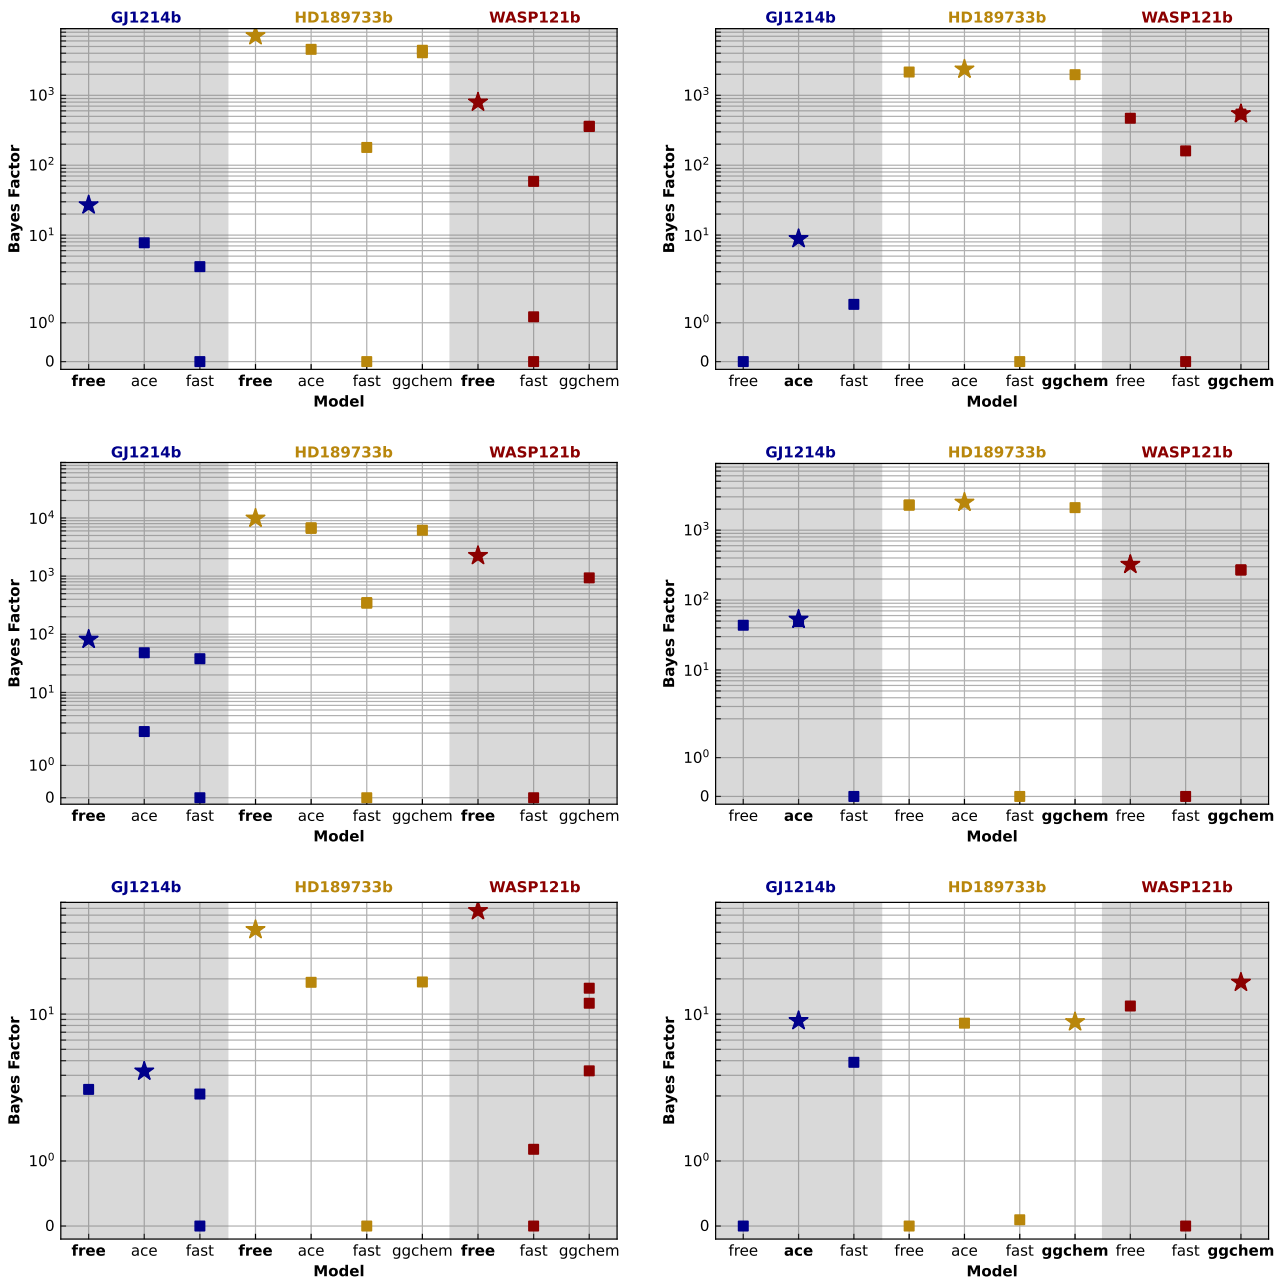 GJ1214b HD189733b WASP121b
Bayes Factor
10³
10²
10¹
10⁰
0
free ace fast free ace fast ggchem free fast ggchem
Model
GJ1214b HD189733b WASP121b
Bayes Factor
10³
10²
10¹
10⁰
0
free ace fast free ace fast ggchem free fast ggchem
Model
GJ1214b HD189733b WASP121b
Bayes Factor
10⁴
10³
10²
10¹
10⁰
0
free ace fast free ace fast ggchem free fast ggchem
Model
GJ1214b HD189733b WASP121b
Bayes Factor
10³
10²
10¹
10⁰
0
free ace fast free ace fast ggchem free fast ggchem
Model
GJ1214b HD189733b WASP121b
Bayes Factor
10¹
10⁰
0
free ace fast free ace fast ggchem free fast ggchem
Model
GJ1214b HD189733b WASP121b
Bayes Factor
10¹
10⁰
0
free ace fast free ace fast ggchem free fast ggchem
Model